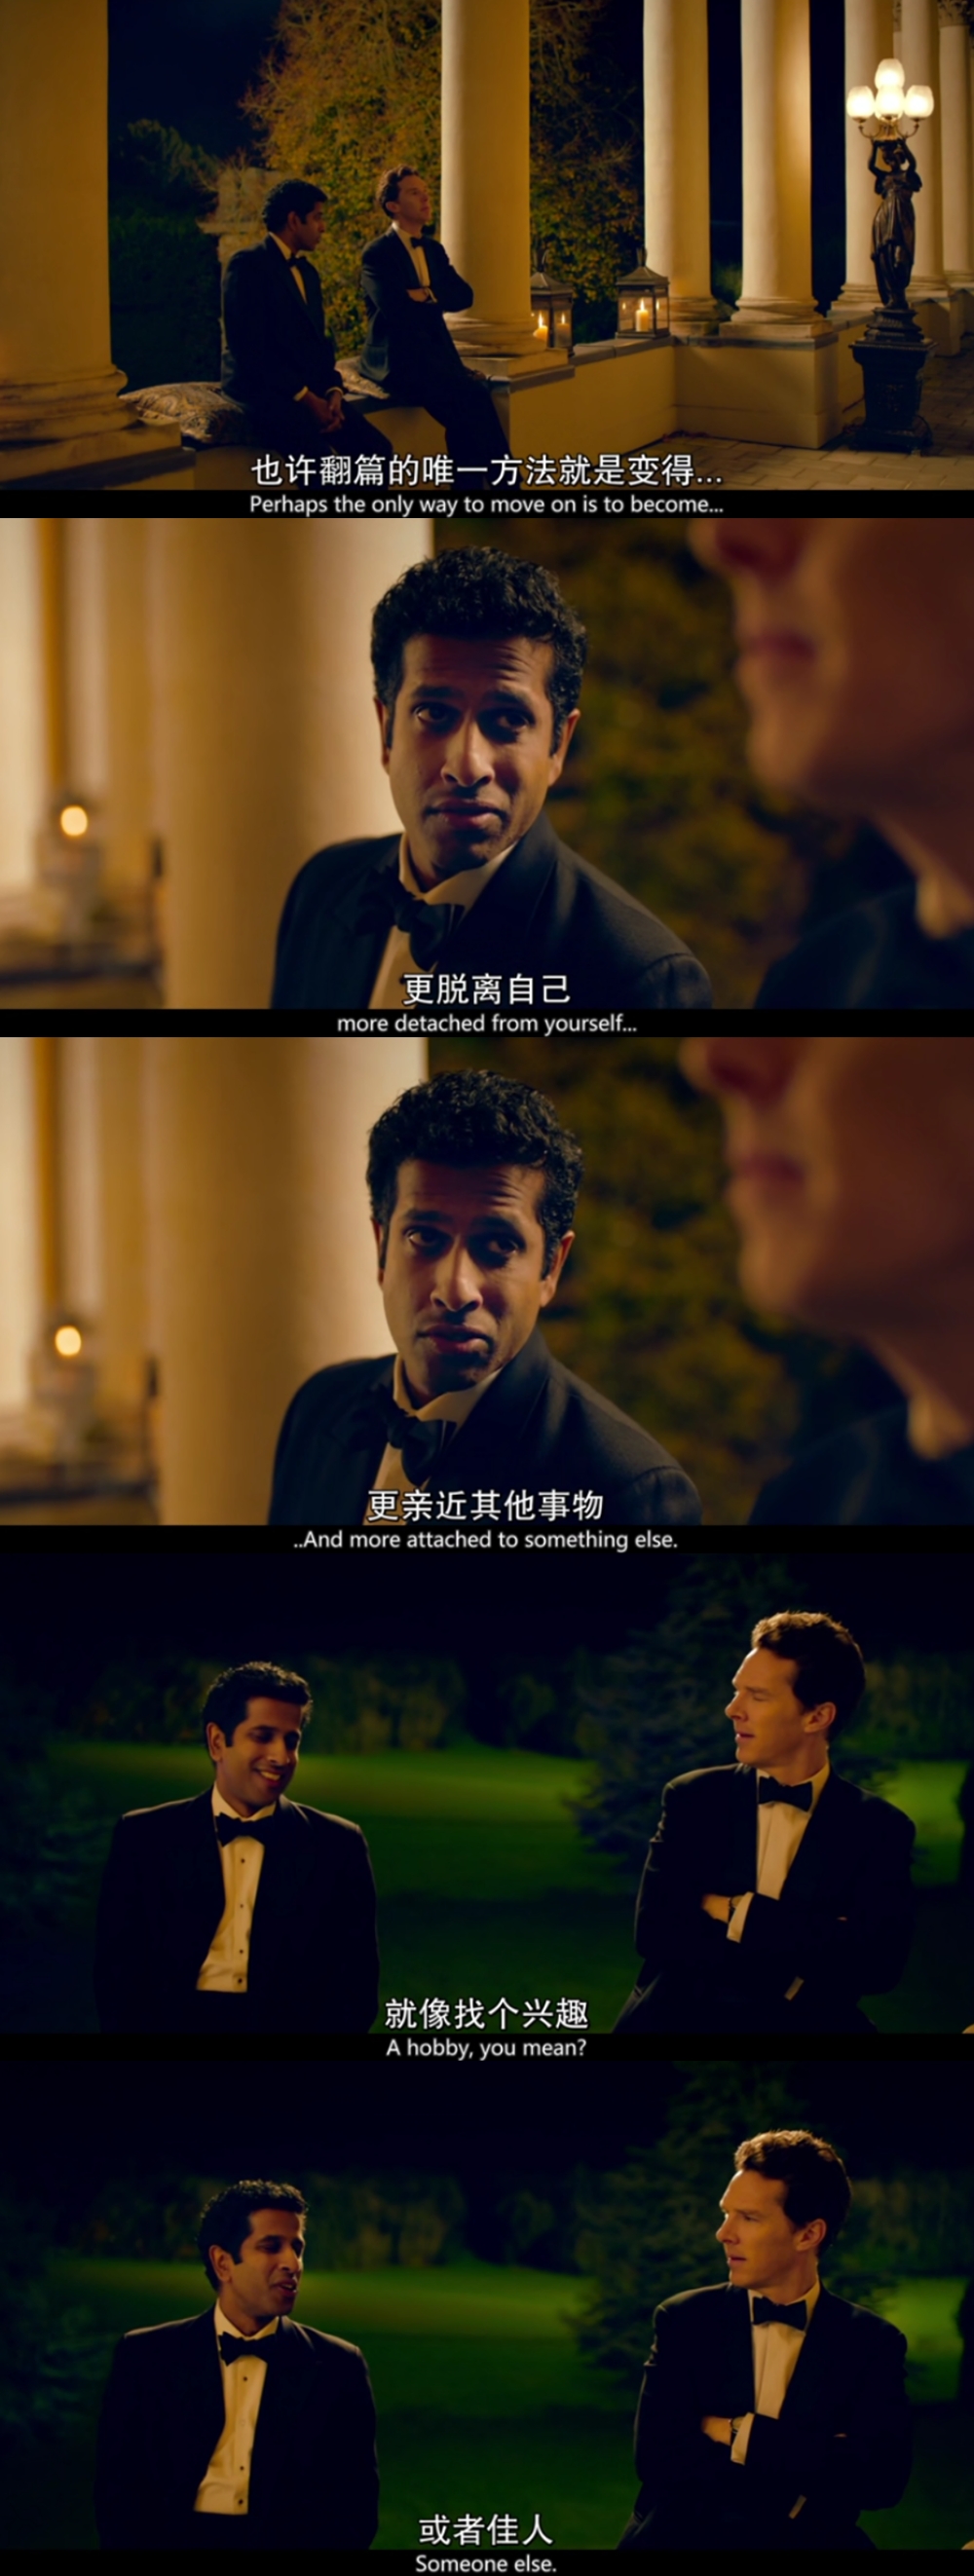 也许翻篇的唯一方法就是变得...
Perhaps the only way to move on is to become...
更脱离自己
more detached from yourself...
更亲近其他事物
..And more attached to something else.
就像找个兴趣
A hobby, you mean?
或者佳人
Someone else.